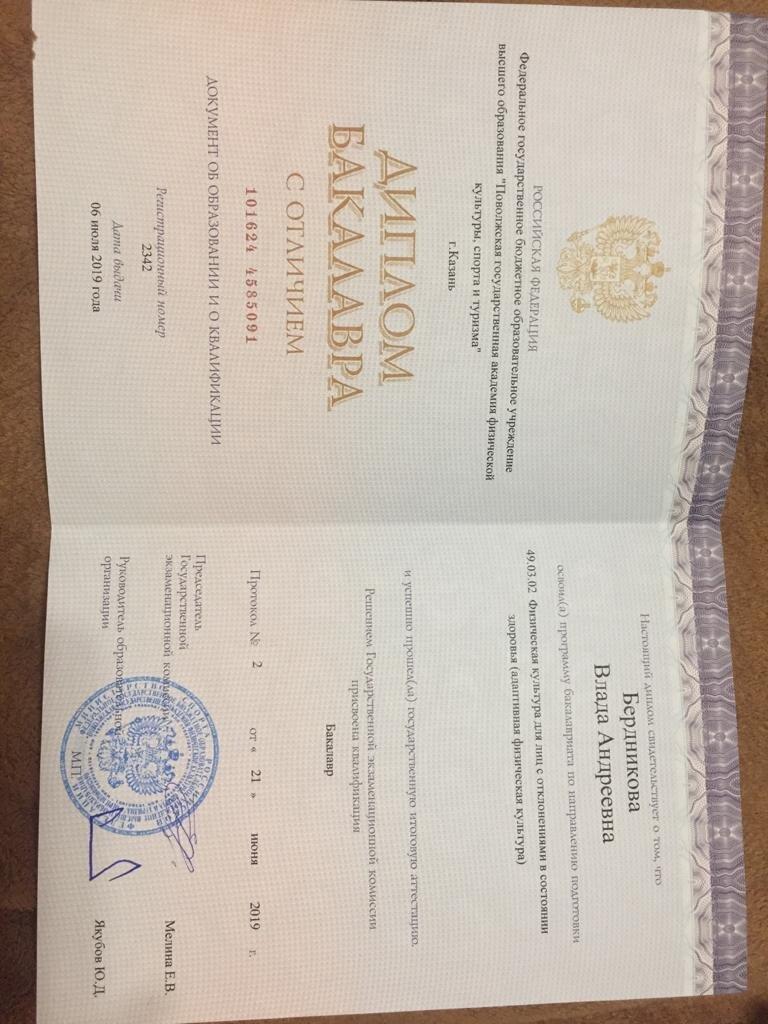 РОССИЙСКАЯ ФЕДЕРАЦИЯ
Федеральное государственное бюджетное образовательное учреждение
высшего образования "Поволжская государственная академия физической
культуры, спорта и туризма"
г.Казань
ДИПЛОМ
БАКАЛАВРА
С ОТЛИЧИЕМ
101624 4585091
ДОКУМЕНТ ОБ ОБРАЗОВАНИИ И О КВАЛИФИКАЦИИ
Регистрационный номер
2342
Дата выдачи
06 июля 2019 года
Настоящий диплом свидетельствует о том, что
Бердникова
Влада Андреевна
освоил(а) программу бакалавриата по направлению подготовки
49.03.02 Физическая культура для лиц с отклонениями в состоянии
здоровья (адаптивная физическая культура)
и успешно прошел(ла) государственную итоговую аттестацию.
Решением Государственной экзаменационной комиссии
присвоена квалификация
Бакалавр
Протокол № 2 от « 21 » июня 2019 г.
Председатель
Государственной
экзаменационной комиссии
Мелина Е.В.
Руководитель образовательной
организации
Якубов Ю.Д.
М.П.